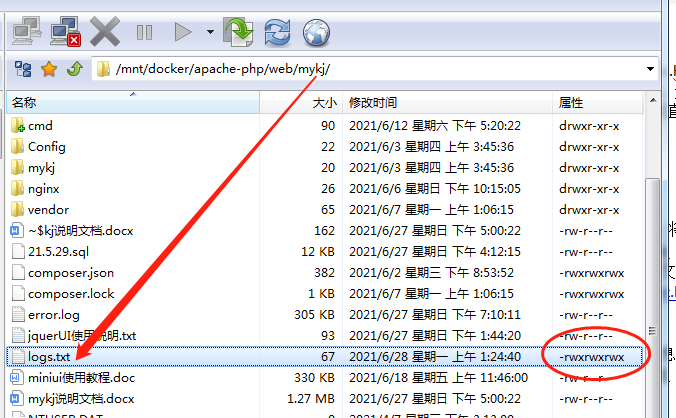 /mnt/docker/apache-php/web/mykj/
名称 大小 修改时间 属性
cmd 90 2021/6/12 星期六 下午 5:20:22 drwxr-xr-x
Config 22 2021/6/3 星期四 上午 3:45:36 drwxr-xr-x
mykj 20 2021/6/3 星期四 上午 3:45:36 drwxr-xr-x
nginx 26 2021/6/6 星期日 下午 10:15:05 drwxr-xr-x
vendor 65 2021/6/7 星期一 上午 1:06:15 drwxr-xr-x
~$kj说明文档.docx 162 2021/6/27 星期日 下午 5:00:22 -rw-r--r--
21.5.29.sql 12 KB 2021/6/27 星期日 下午 4:12:15 -rw-r--r--
composer.json 382 2021/6/2 星期三 下午 8:53:52 -rwxrwxrwx
composer.lock 1 KB 2021/6/7 星期一 上午 1:06:15 -rwxrwxrwx
error.log 305 KB 2021/6/27 星期日 下午 7:10:11 -rw-r--r--
jquerUI使用说明.txt 93 2021/6/27 星期日 下午 1:44:20 -rw-r--r--
logs.txt 67 2021/6/28 星期一 上午 1:24:40 -rwxrwxrwx
miniui使用教程.doc 330 KB 2021/6/18 星期五 上午 11:46:00 -rw-r--r--
mykj说明文档.docx 1.27 MB 2021/6/27 星期日 下午 5:00:22 -rw-r--r--